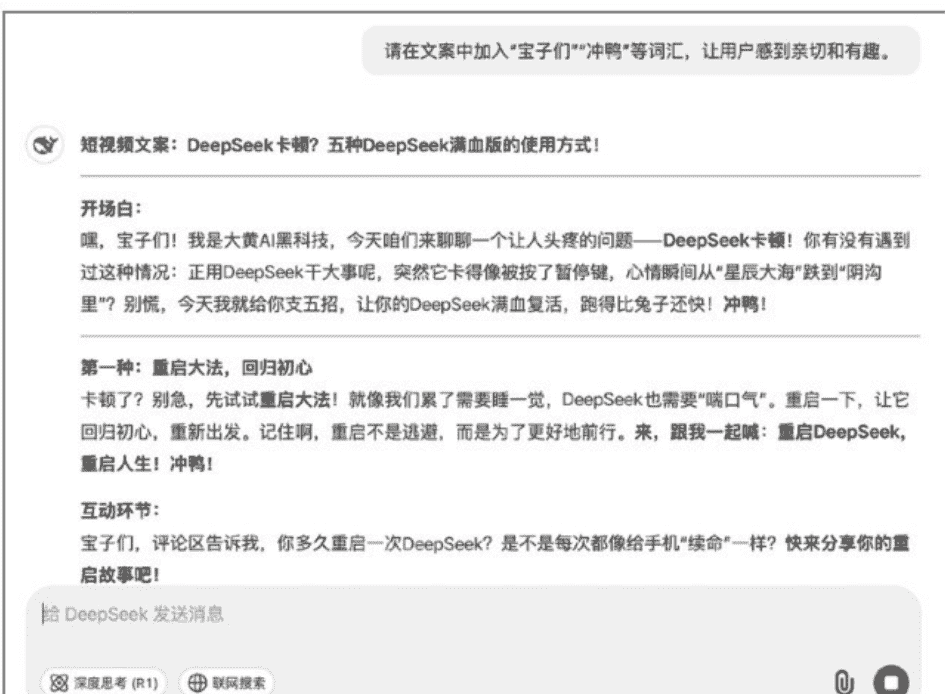 请在文案中加入“宝子们”“冲鸭”等词汇，让用户感到亲切和有趣。
短视频文案：DeepSeek卡顿？五种DeepSeek满血版的使用方式！
开场白：
嘿，宝子们！我是大黄AI黑科技，今天咱们来聊聊一个让人头疼的问题——DeepSeek卡顿！你有没有遇到
过这种情况：正用DeepSeek干大事呢，突然它卡得像被按了暂停键，心情瞬间从“星辰大海”跌到“阴沟
里”？别慌，今天我就给你支五招，让你的DeepSeek满血复活，跑得比兔子还快！冲鸭！
第一种：重启大法，回归初心
卡顿了？别急，先试试重启大法！就像我们累了需要睡一觉，DeepSeek也需要“喘口气”。重启一下，让它
回归初心，重新出发。记住啊，重启不是逃避，而是为了更好地前行。来，跟我一起喊：重启DeepSeek，
重启人生！冲鸭！
互动环节：
宝子们，评论区告诉我，你多久重启一次DeepSeek？是不是每次都像给手机“续命”一样？快来分享你的重
启故事吧！
给 DeepSeek 发送消息
深度思考 (R1) 联网搜索